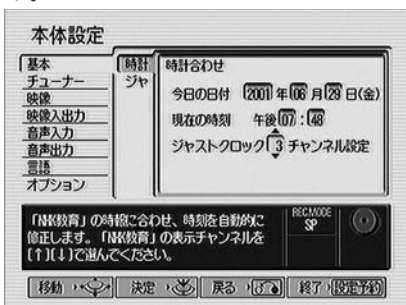 本体設定
基本
チューナー
映像
映像入出力
音声入力
音声出力
言語
オプション
時計
ジャ
時計合わせ
今日の日付 2001 年 06 月 29 日(金)
現在の時刻 午後 07 : 48
ジャストクロック 3 チャンネル設定
「NHK教育」の時報に合わせ、時刻を自動的に
修正します。「NHK教育」の表示チャンネルを
[↑][↓]で選んでください。
REC MODE
SP
移動 決定 戻る 終了 設定/予約